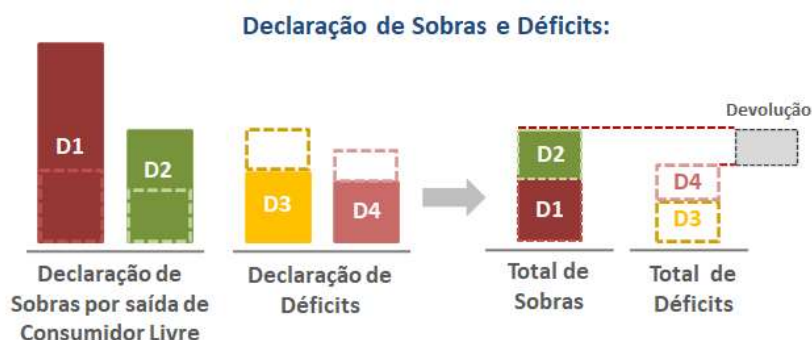 Declaração de Sobras e Déficits:
D1
D2
D3
D4
Declaração de
Sobras por saída de
Consumidor Livre
Declaração de
Déficits
D2
D1
Total de
Sobras
D4
D3
Total de
Déficits
Devolução